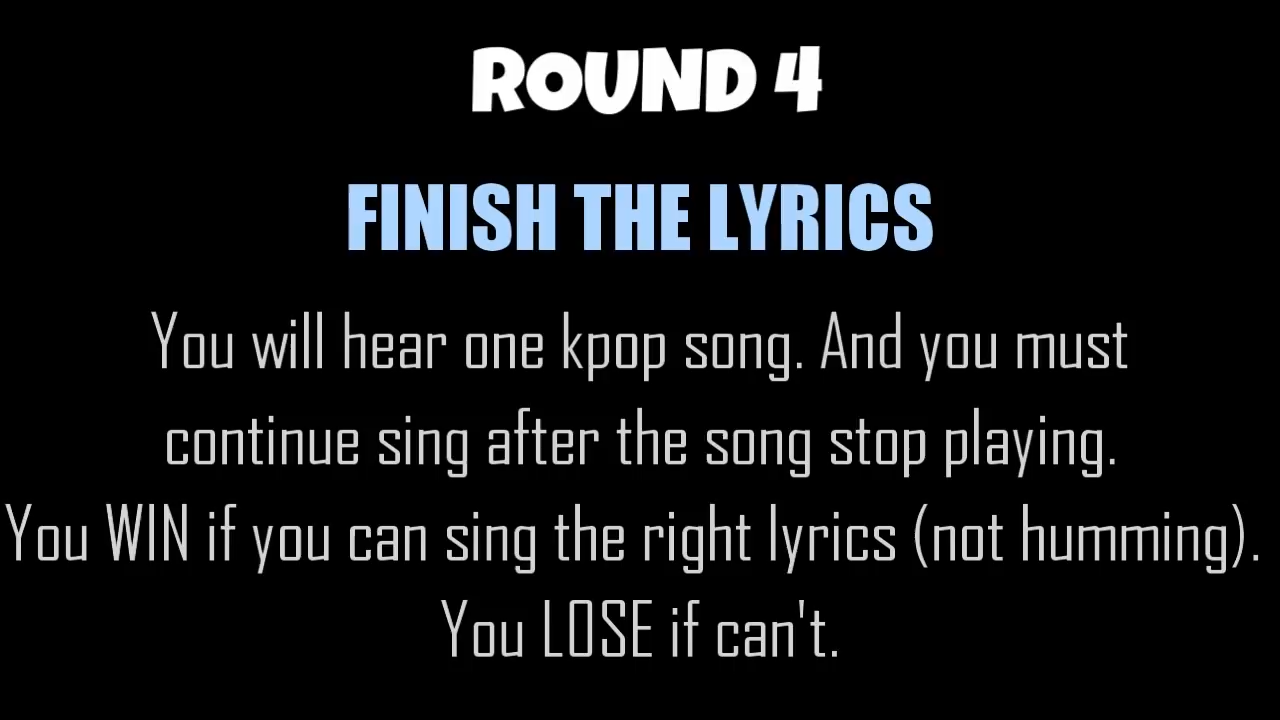 ROUND 4
FINISH THE LYRICS
You will hear one kpop song. And you must
continue sing after the song stop playing.
You WIN if you can sing the right lyrics (not humming).
You LOSE if can't.